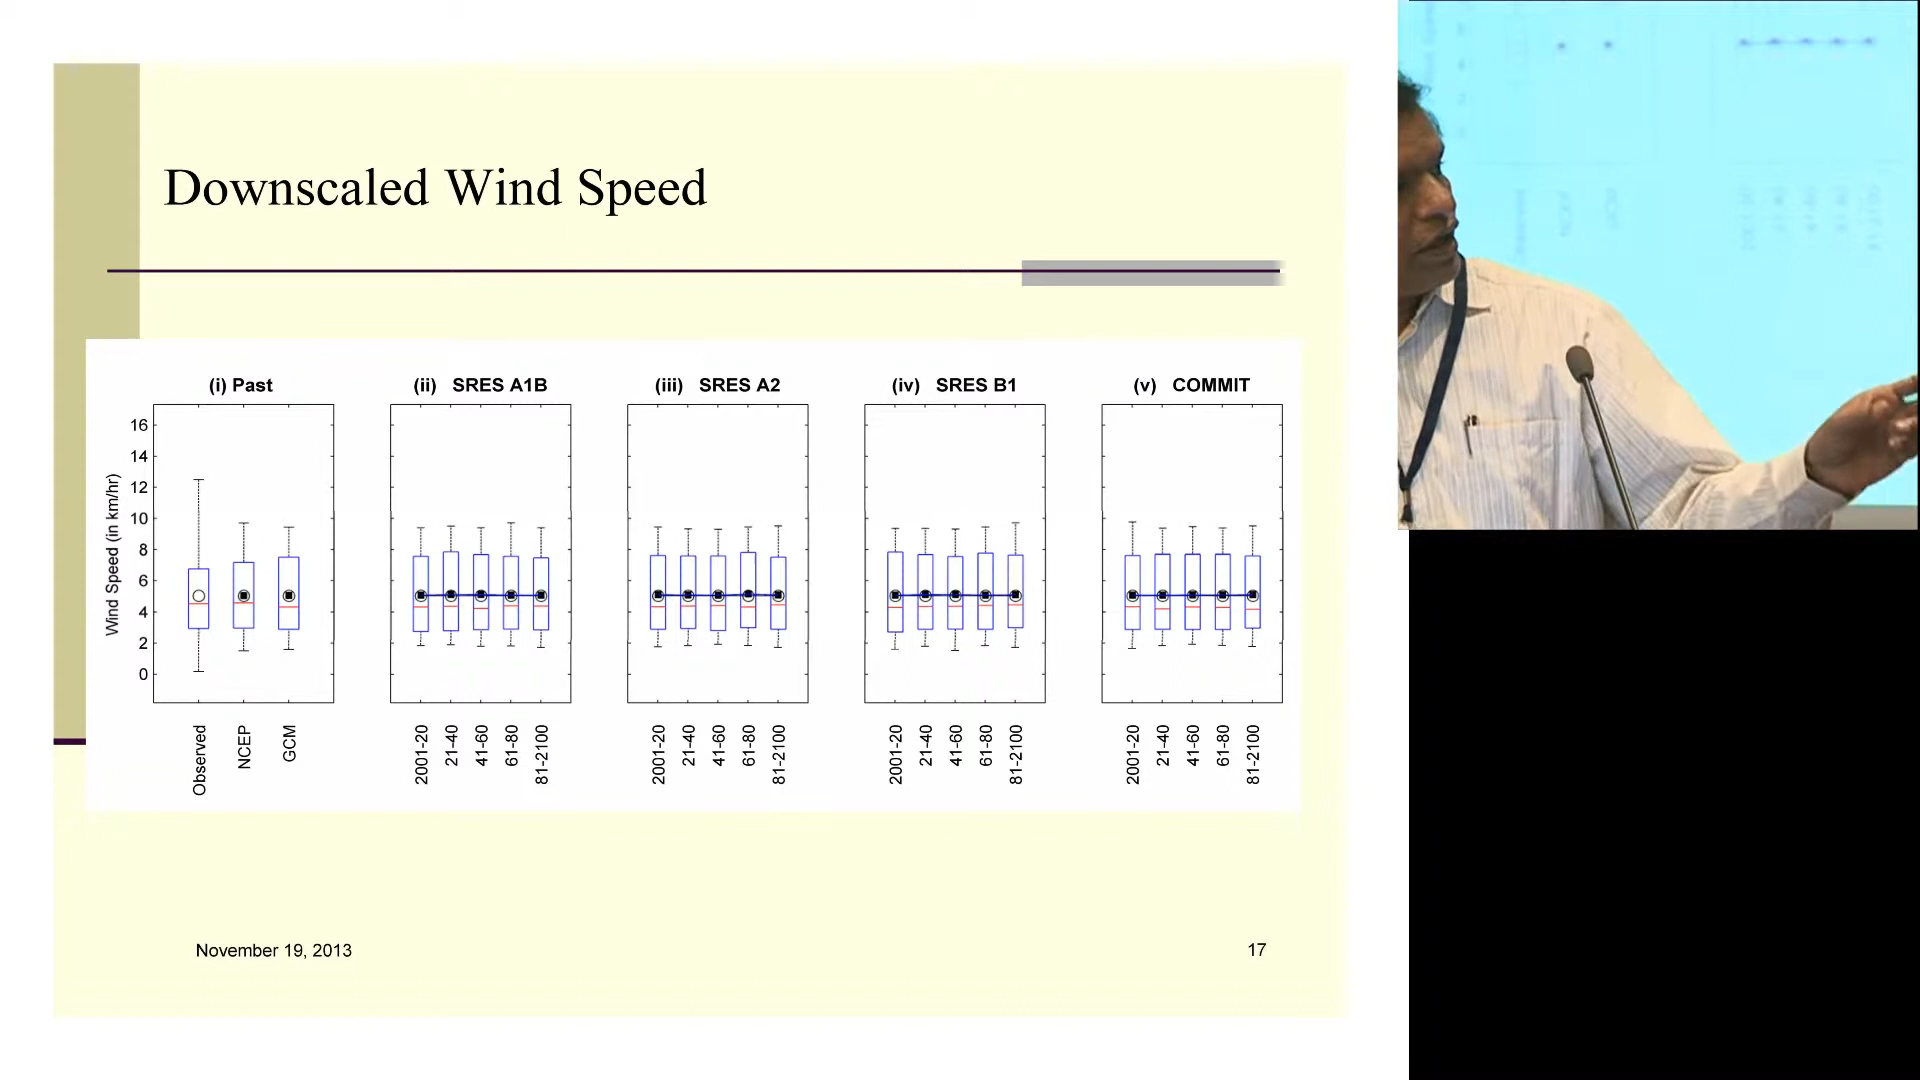 Downscaled Wind Speed
(i) Past
(ii) SRES A1B
(iii) SRES A2
(iv) SRES B1
(v) COMMIT
Wind Speed (in km/hr)
16
14
12
10
8
6
4
2
0
Observed
NCEP
GCM
2001-20
21-40
41-60
61-80
81-2100
2001-20
21-40
41-60
61-80
81-2100
2001-20
21-40
41-60
61-80
81-2100
2001-20
21-40
41-60
61-80
81-2100
November 19, 2013
17